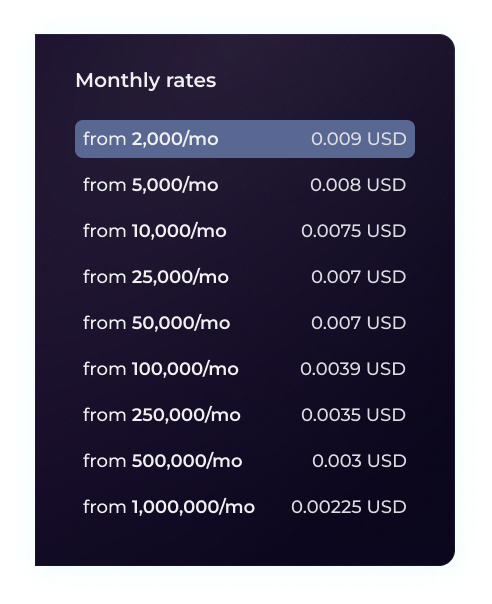 Monthly rates
from 2,000/mo 0.009 USD
from 5,000/mo 0.008 USD
from 10,000/mo 0.0075 USD
from 25,000/mo 0.007 USD
from 50,000/mo 0.007 USD
from 100,000/mo 0.0039 USD
from 250,000/mo 0.0035 USD
from 500,000/mo 0.003 USD
from 1,000,000/mo 0.00225 USD